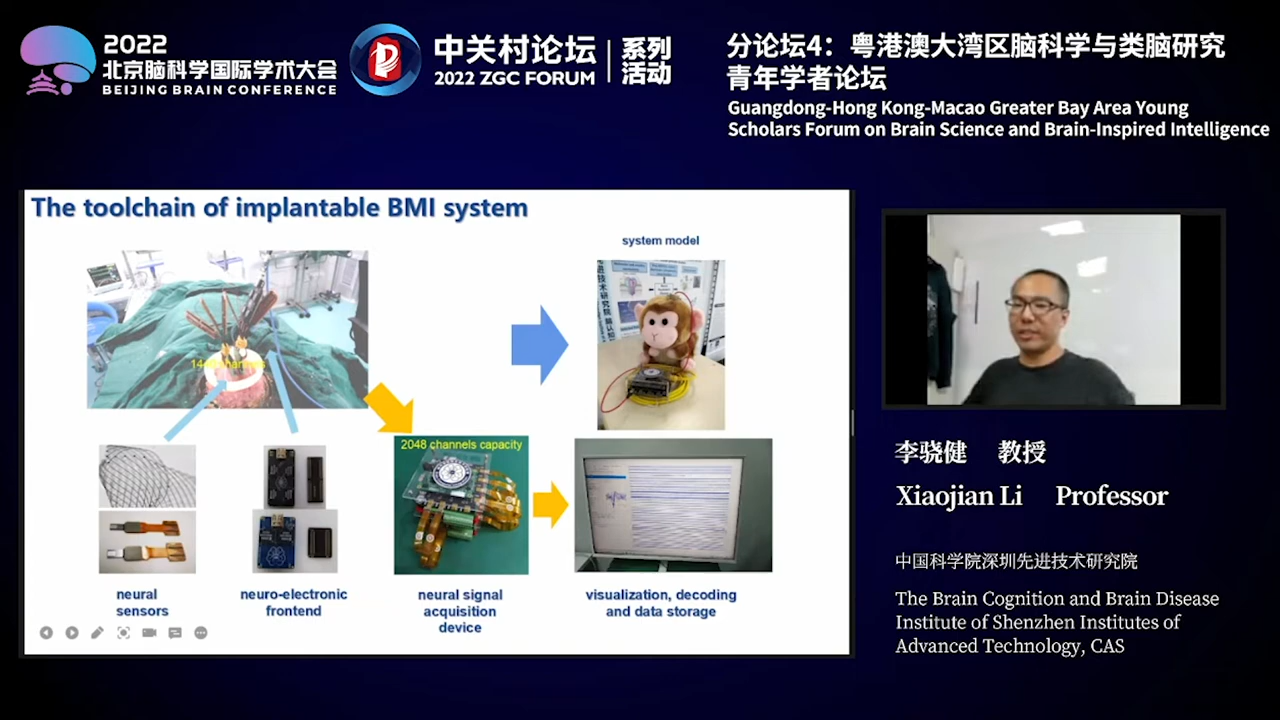 2022
北京脑科学国际学术大会
BEIJING BRAIN CONFERENCE
中关村论坛
2022 ZGC FORUM
系列
活动
分论坛4：粤港澳大湾区脑科学与类脑研究
青年学者论坛
Guangdong-Hong Kong-Macao Greater Bay Area Young
Scholars Forum on Brain Science and Brain-Inspired Intelligence
The toolchain of implantable BMI system
system model
2048 channels capacity
neural
sensors
neuro-electronic
frontend
neural signal
acquisition
device
visualization, decoding
and data storage
李骁健 教授
Xiaojian Li Professor
中国科学院深圳先进技术研究院
The Brain Cognition and Brain Disease
Institute of Shenzhen Institutes of
Advanced Technology, CAS